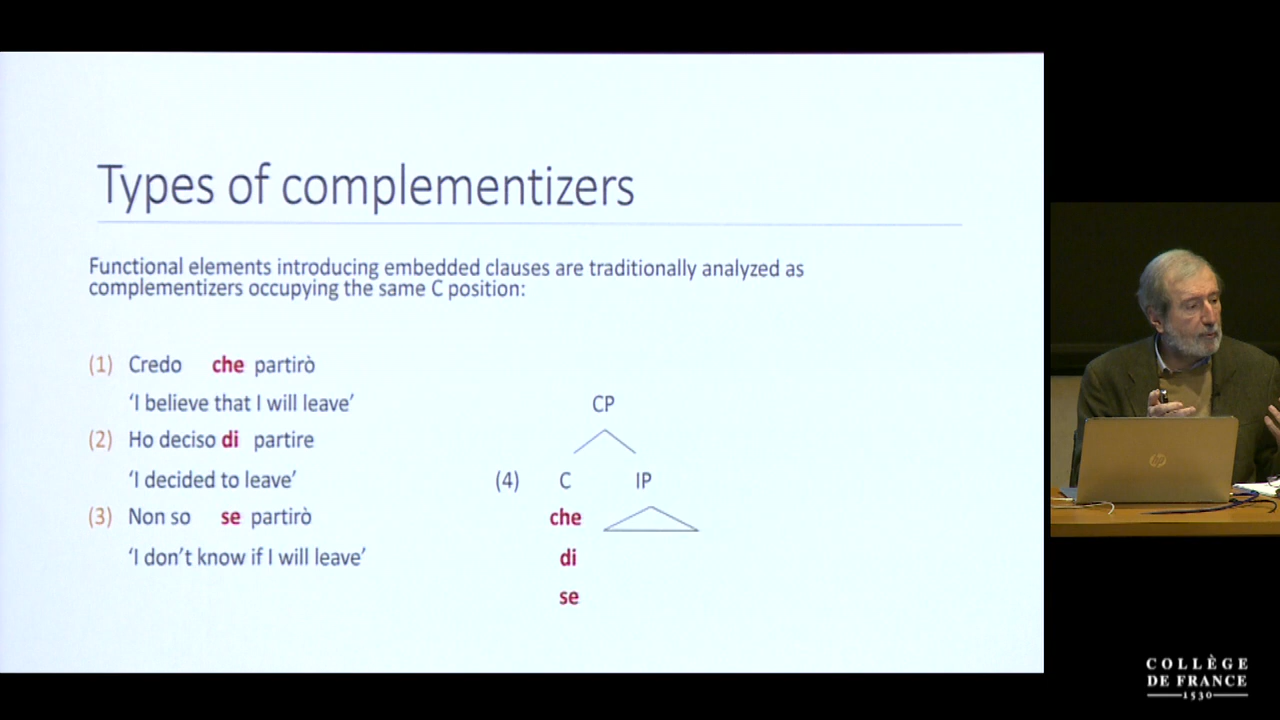 Types of complementizers
Functional elements introducing embedded clauses are traditionally analyzed as
complementizers occupying the same C position:
(1) Credo che partirò
'I believe that I will leave'
(2) Ho deciso di partire
'I decided to leave'
(3) Non so se partirò
'I don't know if I will leave'
CP
(4) C IP
che
di
se
hp
COLLÈGE
DE FRANCE
1530